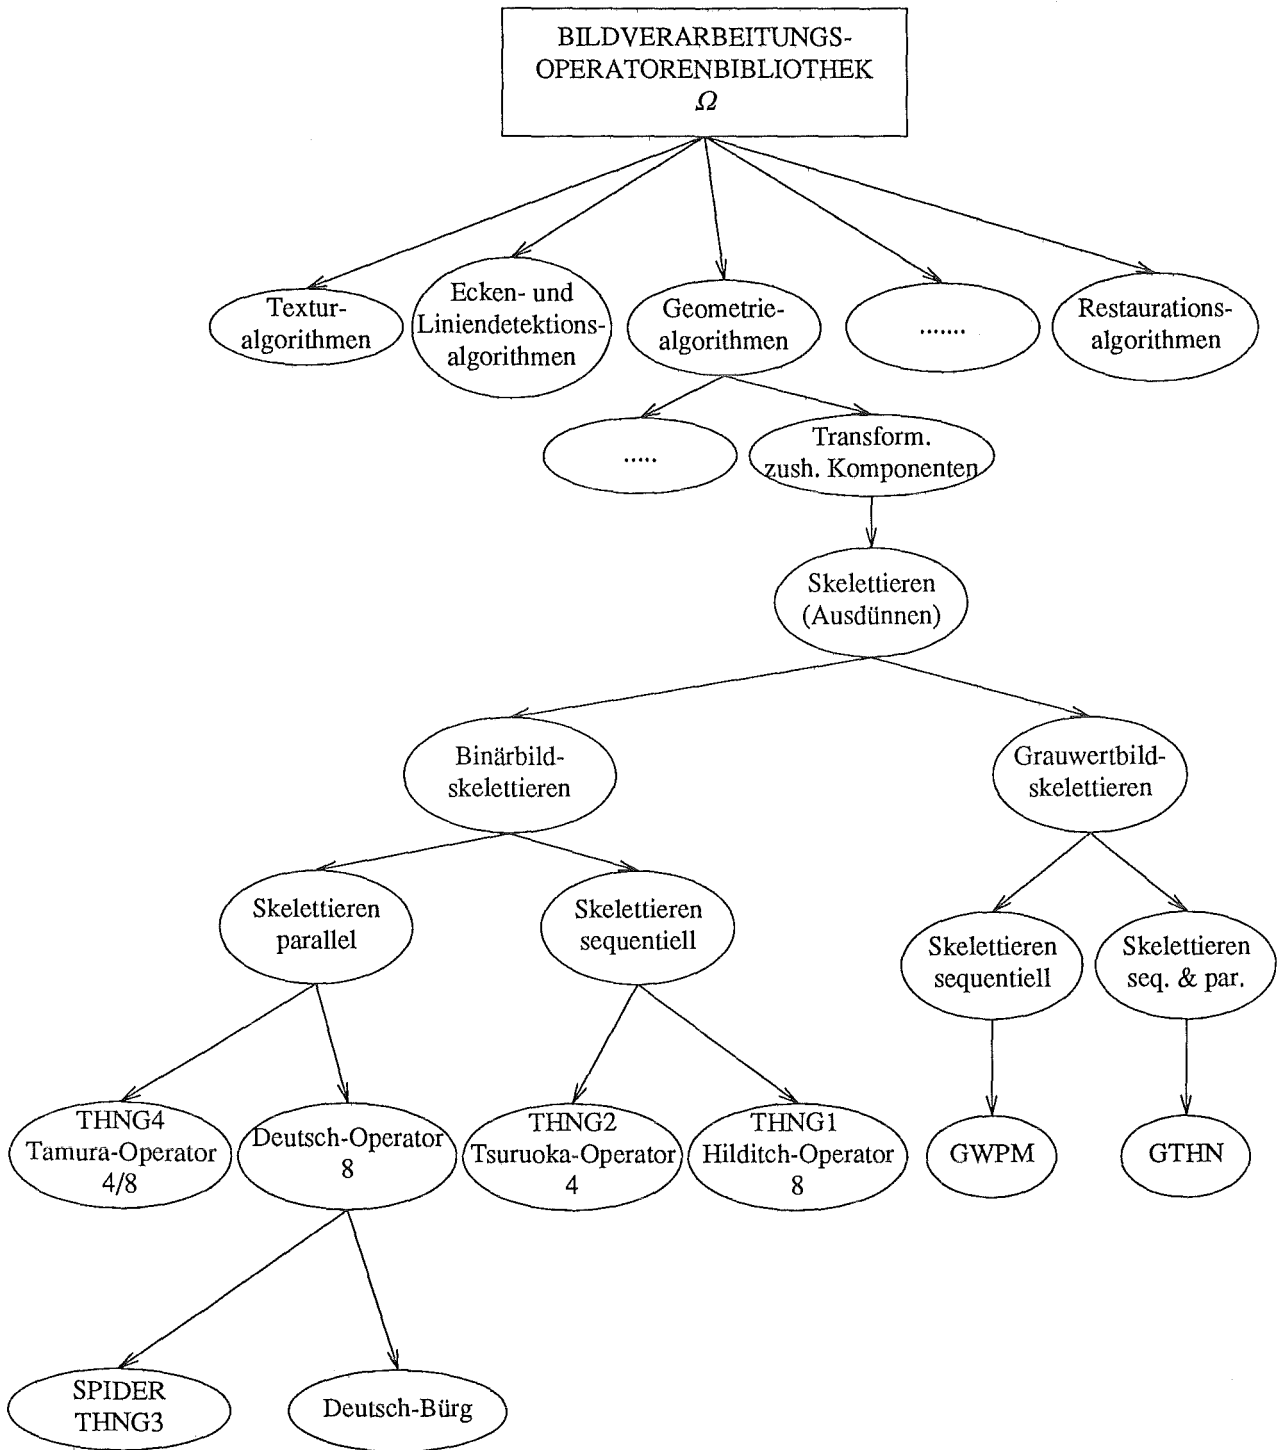 BILDVERARBEITUNGS-
OPERATORENBIBLIOTHEK
Ω
Textur-
algorithmen
Ecken- und
Liniendetektions-
algorithmen
Geometrie-
algorithmen
.......
Restaurations-
algorithmen
.....
Transform.
zush. Komponenten
Skelettieren
(Ausdünnen)
Binärbild-
skelettieren
Grauwertbild-
skelettieren
Skelettieren
parallel
Skelettieren
sequentiell
Skelettieren
sequentiell
Skelettieren
seq. & par.
THNG4
Tamura-Operator
4/8
Deutsch-Operator
8
THNG2
Tsuruoka-Operator
4
THNG1
Hilditch-Operator
8
GWPM
GTHN
SPIDER
THNG3
Deutsch-Bürg